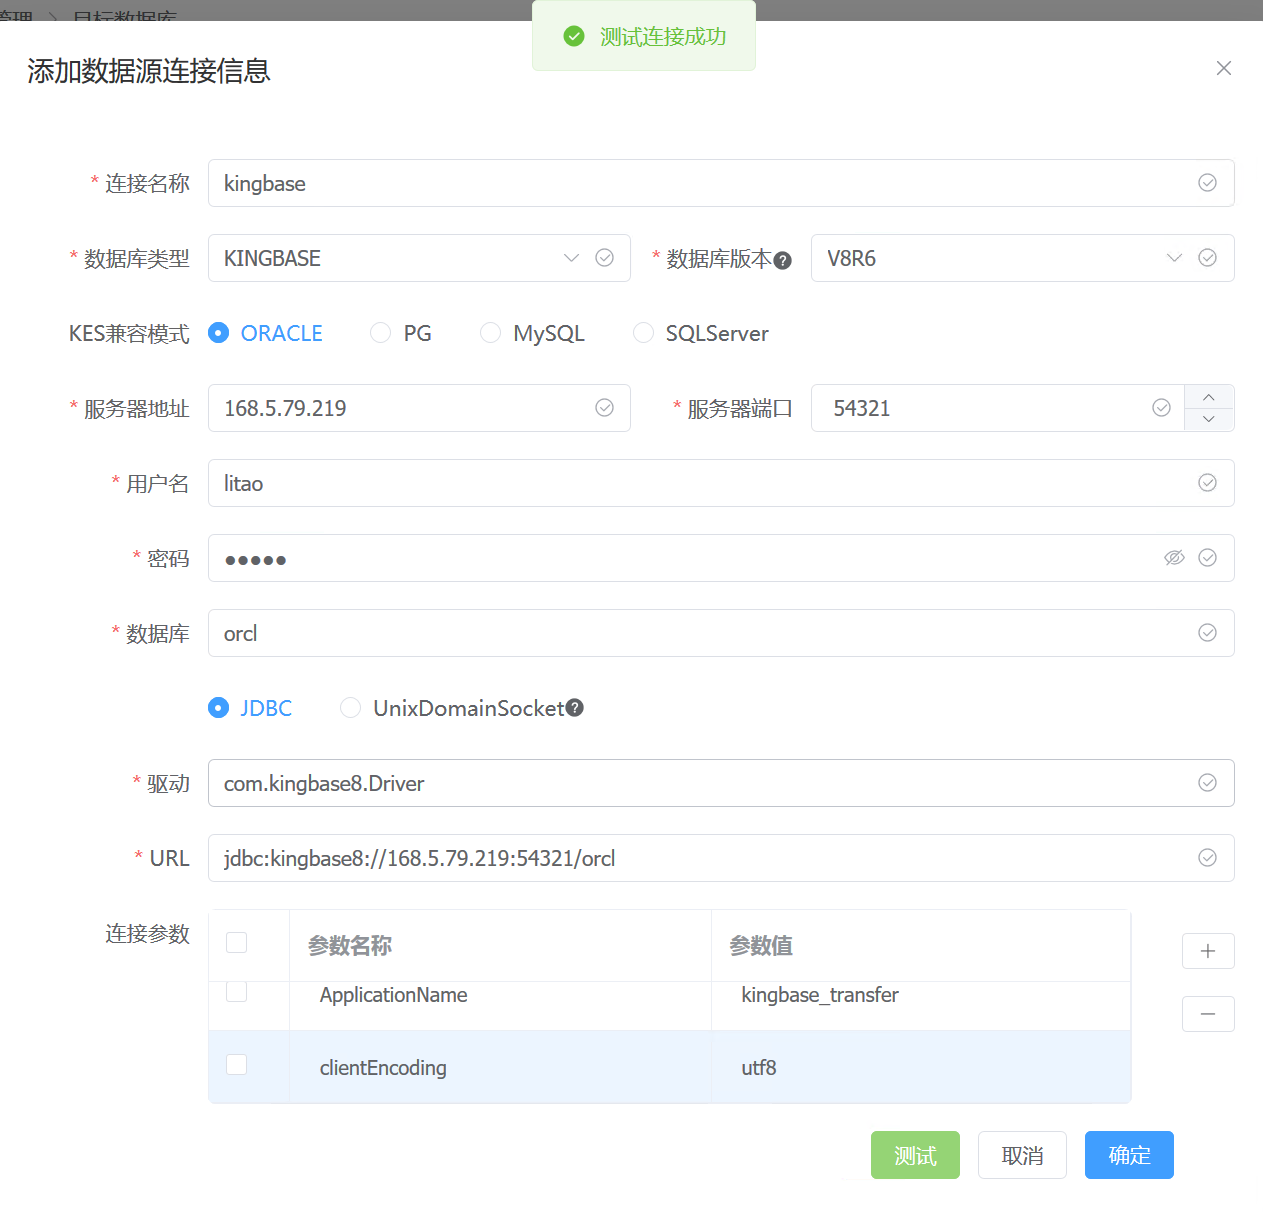 管理 > 目标数据库
测试连接成功
添加数据源连接信息
* 连接名称 kingbase
* 数据库类型 KINGBASE * 数据库版本 V8R6
KES兼容模式 ORACLE PG MySQL SQLServer
* 服务器地址 168.5.79.219 * 服务器端口 54321
* 用户名 litao
* 密码 ●●●●●
* 数据库 orcl
JDBC UnixDomainSocket
* 驱动 com.kingbase8.Driver
* URL jdbc:kingbase8://168.5.79.219:54321/orcl
连接参数 参数名称 参数值
ApplicationName kingbase_transfer
clientEncoding utf8
测试 取消 确定